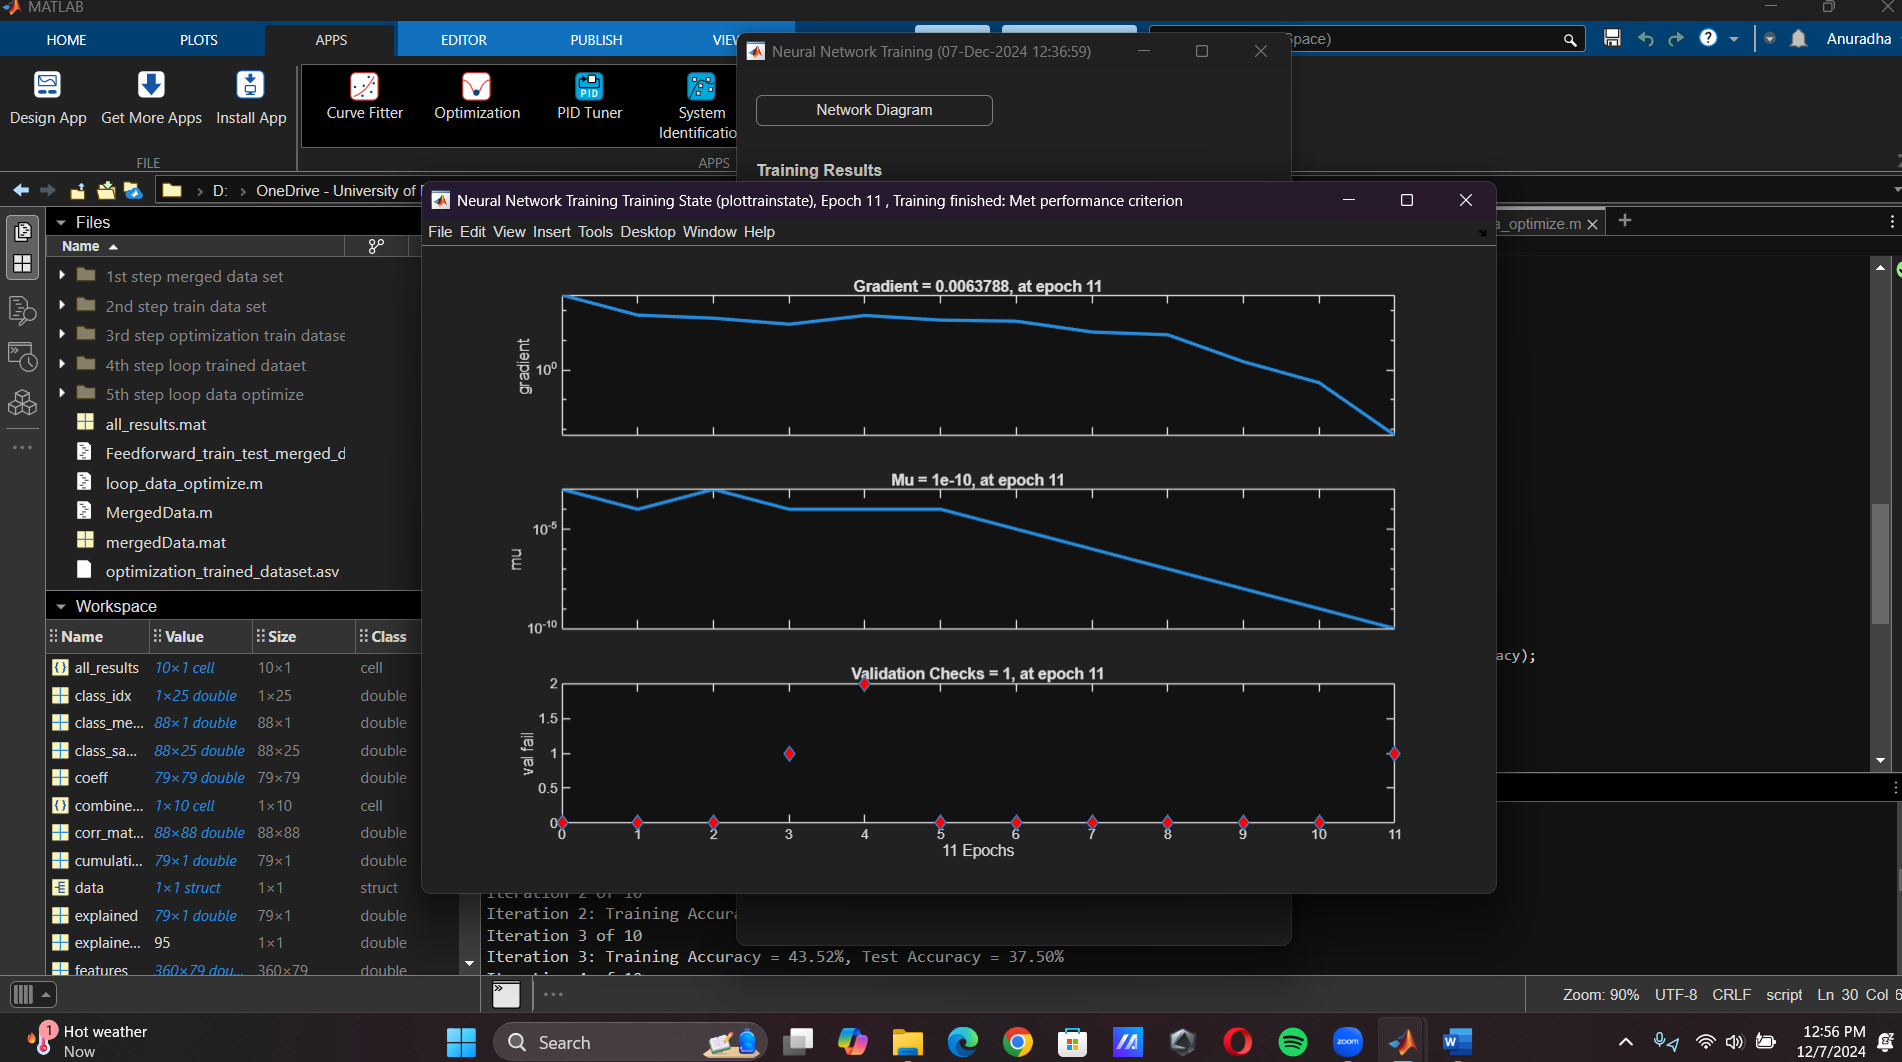 MATLAB
HOME
PLOTS
APPS
EDITOR
PUBLISH
VIEW
Space)
Anuradha
Design App
Get More Apps
Install App
FILE
Curve Fitter
Optimization
PID Tuner
System
Identificatio
APPS
Neural Network Training (07-Dec-2024 12:36:59)
Network Diagram
Training Results
D:
OneDrive - University of
Files
Name
1st step merged data set
2nd step train data set
3rd step optimization train datase
4th step loop trained dataet
5th step loop data optimize
all_results.mat
Feedforward_train_test_merged_d
loop_data_optimize.m
MergedData.m
mergedData.mat
optimization_trained_dataset.asv
Neural Network Training Training State (plottrainstate), Epoch 11 , Training finished: Met performance criterion
File Edit View Insert Tools Desktop Window Help
Gradient = 0.0063788, at epoch 11
gradient
10⁰
Mu = 1e-10, at epoch 11
mu
10⁻⁵
10⁻¹⁰
Validation Checks = 1, at epoch 11
val fail
2
1.5
1
0.5
0
0 1 2 3 4 5 6 7 8 9 10 11
11 Epochs
a_optimize.m
acy);
Workspace
Name Value Size Class
all_results 10×1 cell 10×1 cell
class_idx 1×25 double 1×25 double
class_me... 88×1 double 88×1 double
class_sa... 88×25 double 88×25 double
coeff 79×79 double 79×79 double
combine... 1×10 cell 1×10 cell
corr_mat... 88×88 double 88×88 double
cumulati... 79×1 double 79×1 double
data 1×1 struct 1×1 struct
explained 79×1 double 79×1 double
explaine... 95 1×1 double
features 360×79 dou... 360×79 double
Iteration 2 of 10
Iteration 2: Training Accura
Iteration 3 of 10
Iteration 3: Training Accuracy = 43.52%, Test Accuracy = 37.50%
Zoom: 90% UTF-8 CRLF script Ln 30 Col 6
1
Hot weather
Now
Search
zoom
12:56 PM
12/7/2024